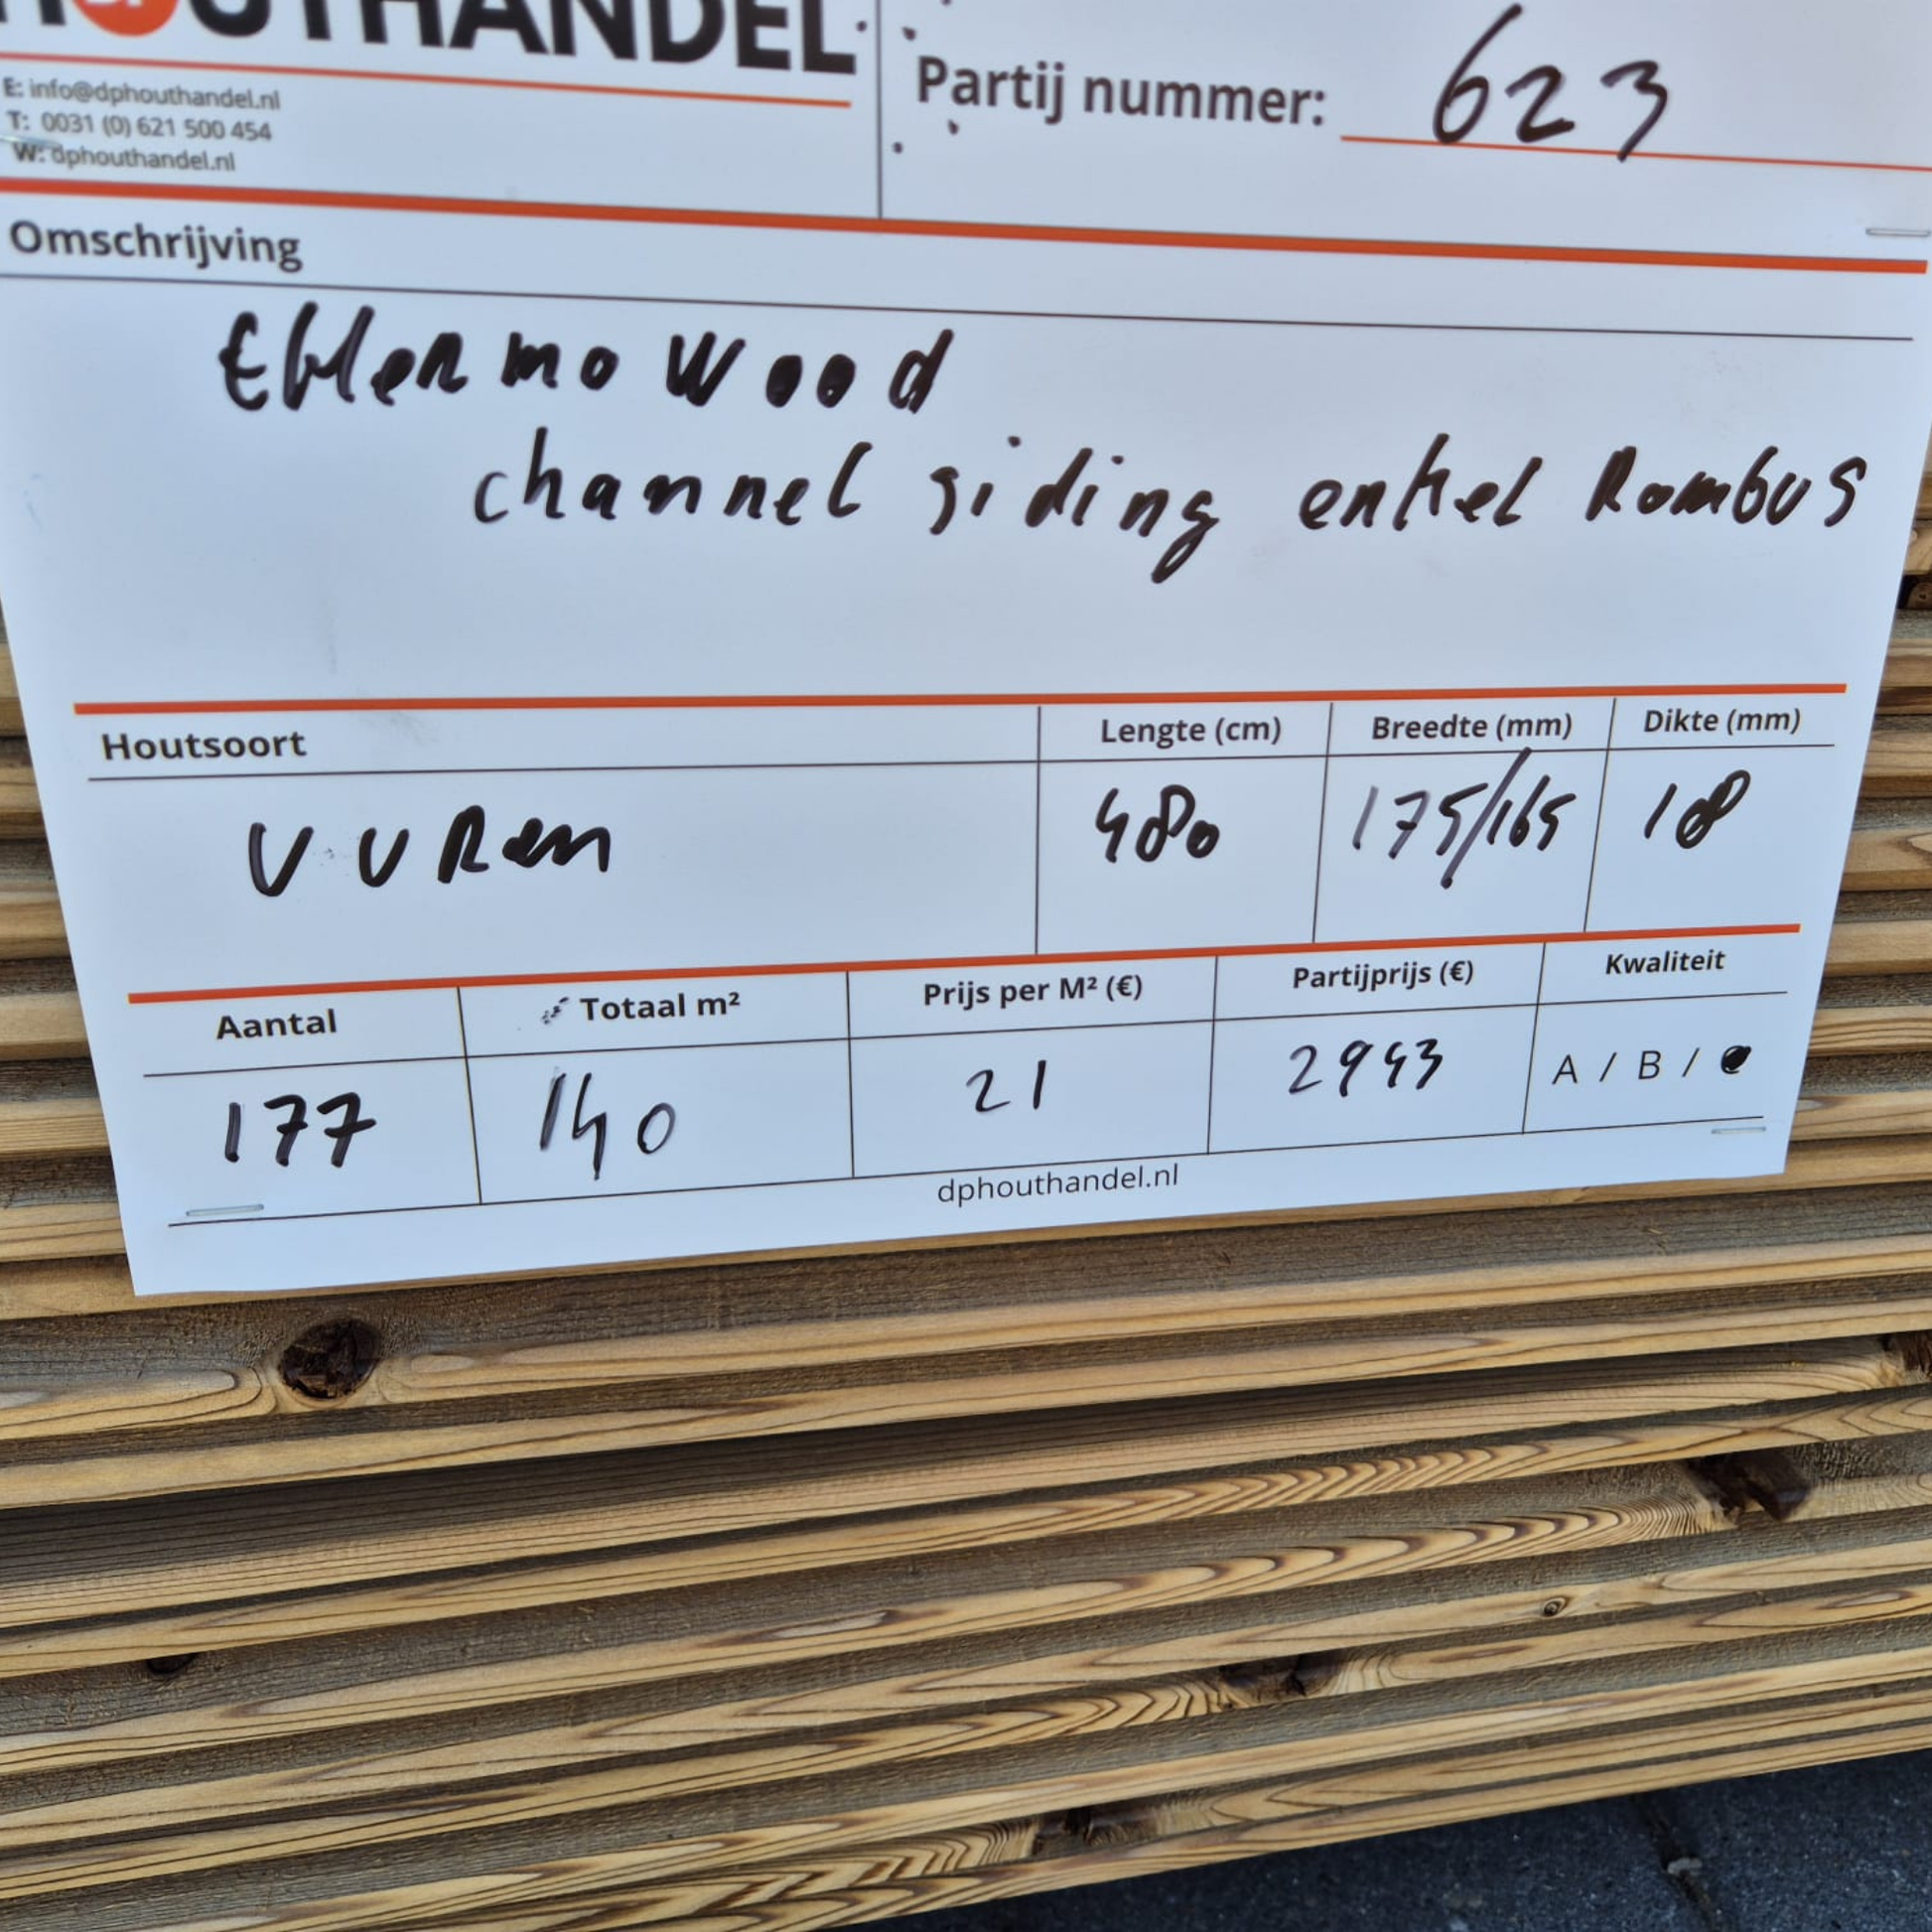 HOUTHANDEL
E: info@dphouthandel.nl
T: 0031 (0) 621 500 454
W: dphouthandel.nl
Partij nummer: 623
Omschrijving
wood
channel siding enkel Rombus
Houtsoort Lengte (cm) Breedte (mm) Dikte (mm)
VURen 480 175/165 18
Aantal Totaal m² Prijs per M² (€) Partijprijs (€) Kwaliteit
177 140 21 2943 A / B /
dphouthandel.nl